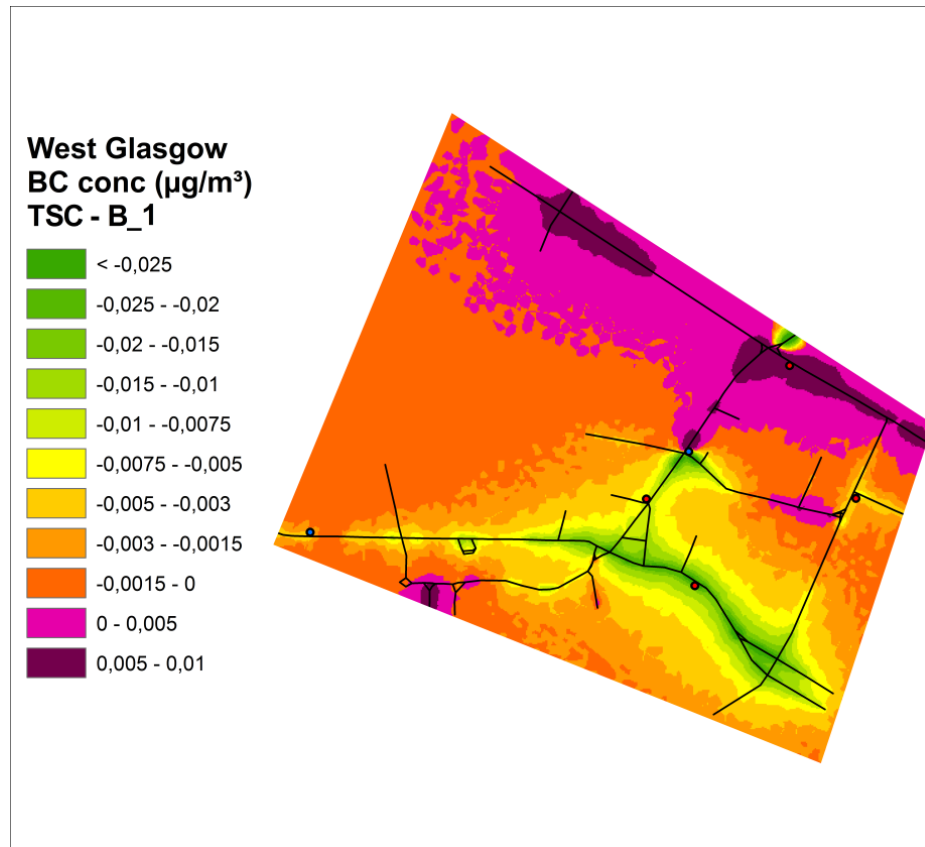 West Glasgow
BC conc (µg/m³)
TSC - B_1
< -0,025
-0,025 - -0,02
-0,02 - -0,015
-0,015 - -0,01
-0,01 - -0,0075
-0,0075 - -0,005
-0,005 - -0,003
-0,003 - -0,0015
-0,0015 - 0
0 - 0,005
0,005 - 0,01